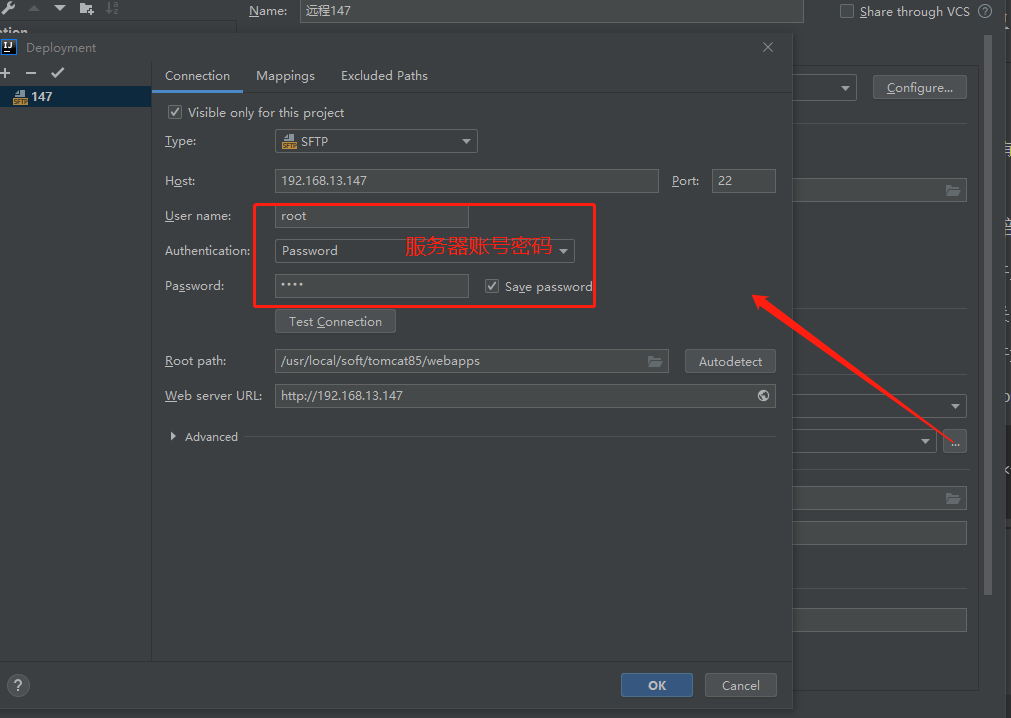 Name: 远程147
Share through VCS
Deployment
Connection Mappings Excluded Paths
147
Visible only for this project
Configure...
Type: SFTP
Host: 192.168.13.147 Port: 22
User name: root
Authentication: Password 服务器账号密码
Password: •••• Save password
Test Connection
Root path: /usr/local/soft/tomcat85/webapps Autodetect
Web server URL: http://192.168.13.147
Advanced
...
OK Cancel